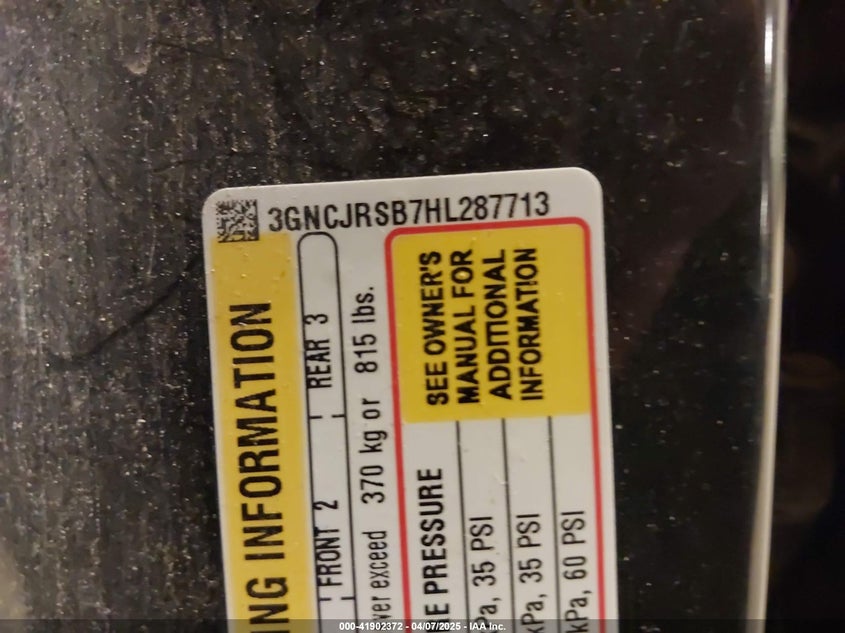 3GNCJRSB7HL287713
ING INFORMATION
FRONT 2 REAR 3
ver exceed 370 kg or 815 lbs.
E PRESSURE
SEE OWNER'S
MANUAL FOR
ADDITIONAL
INFORMATION
Pa, 35 PSI
kPa, 35 PSI
kPa, 60 PSI
000-41902372 - 04/07/2025 - IAA Inc.